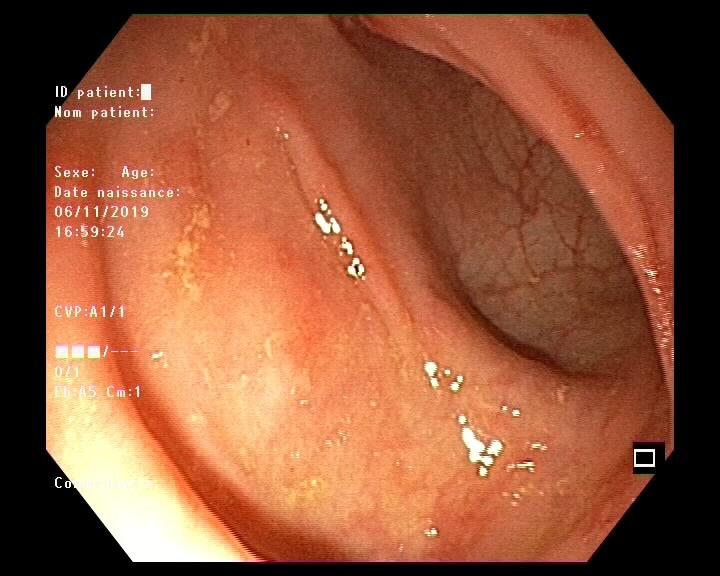 ID patient:
Nom patient:
Sexe: Age:
Date naissance:
06/11/2019
16:59:24
CVP:A1/1
/---
0/1
Eh:A5 Cm:1